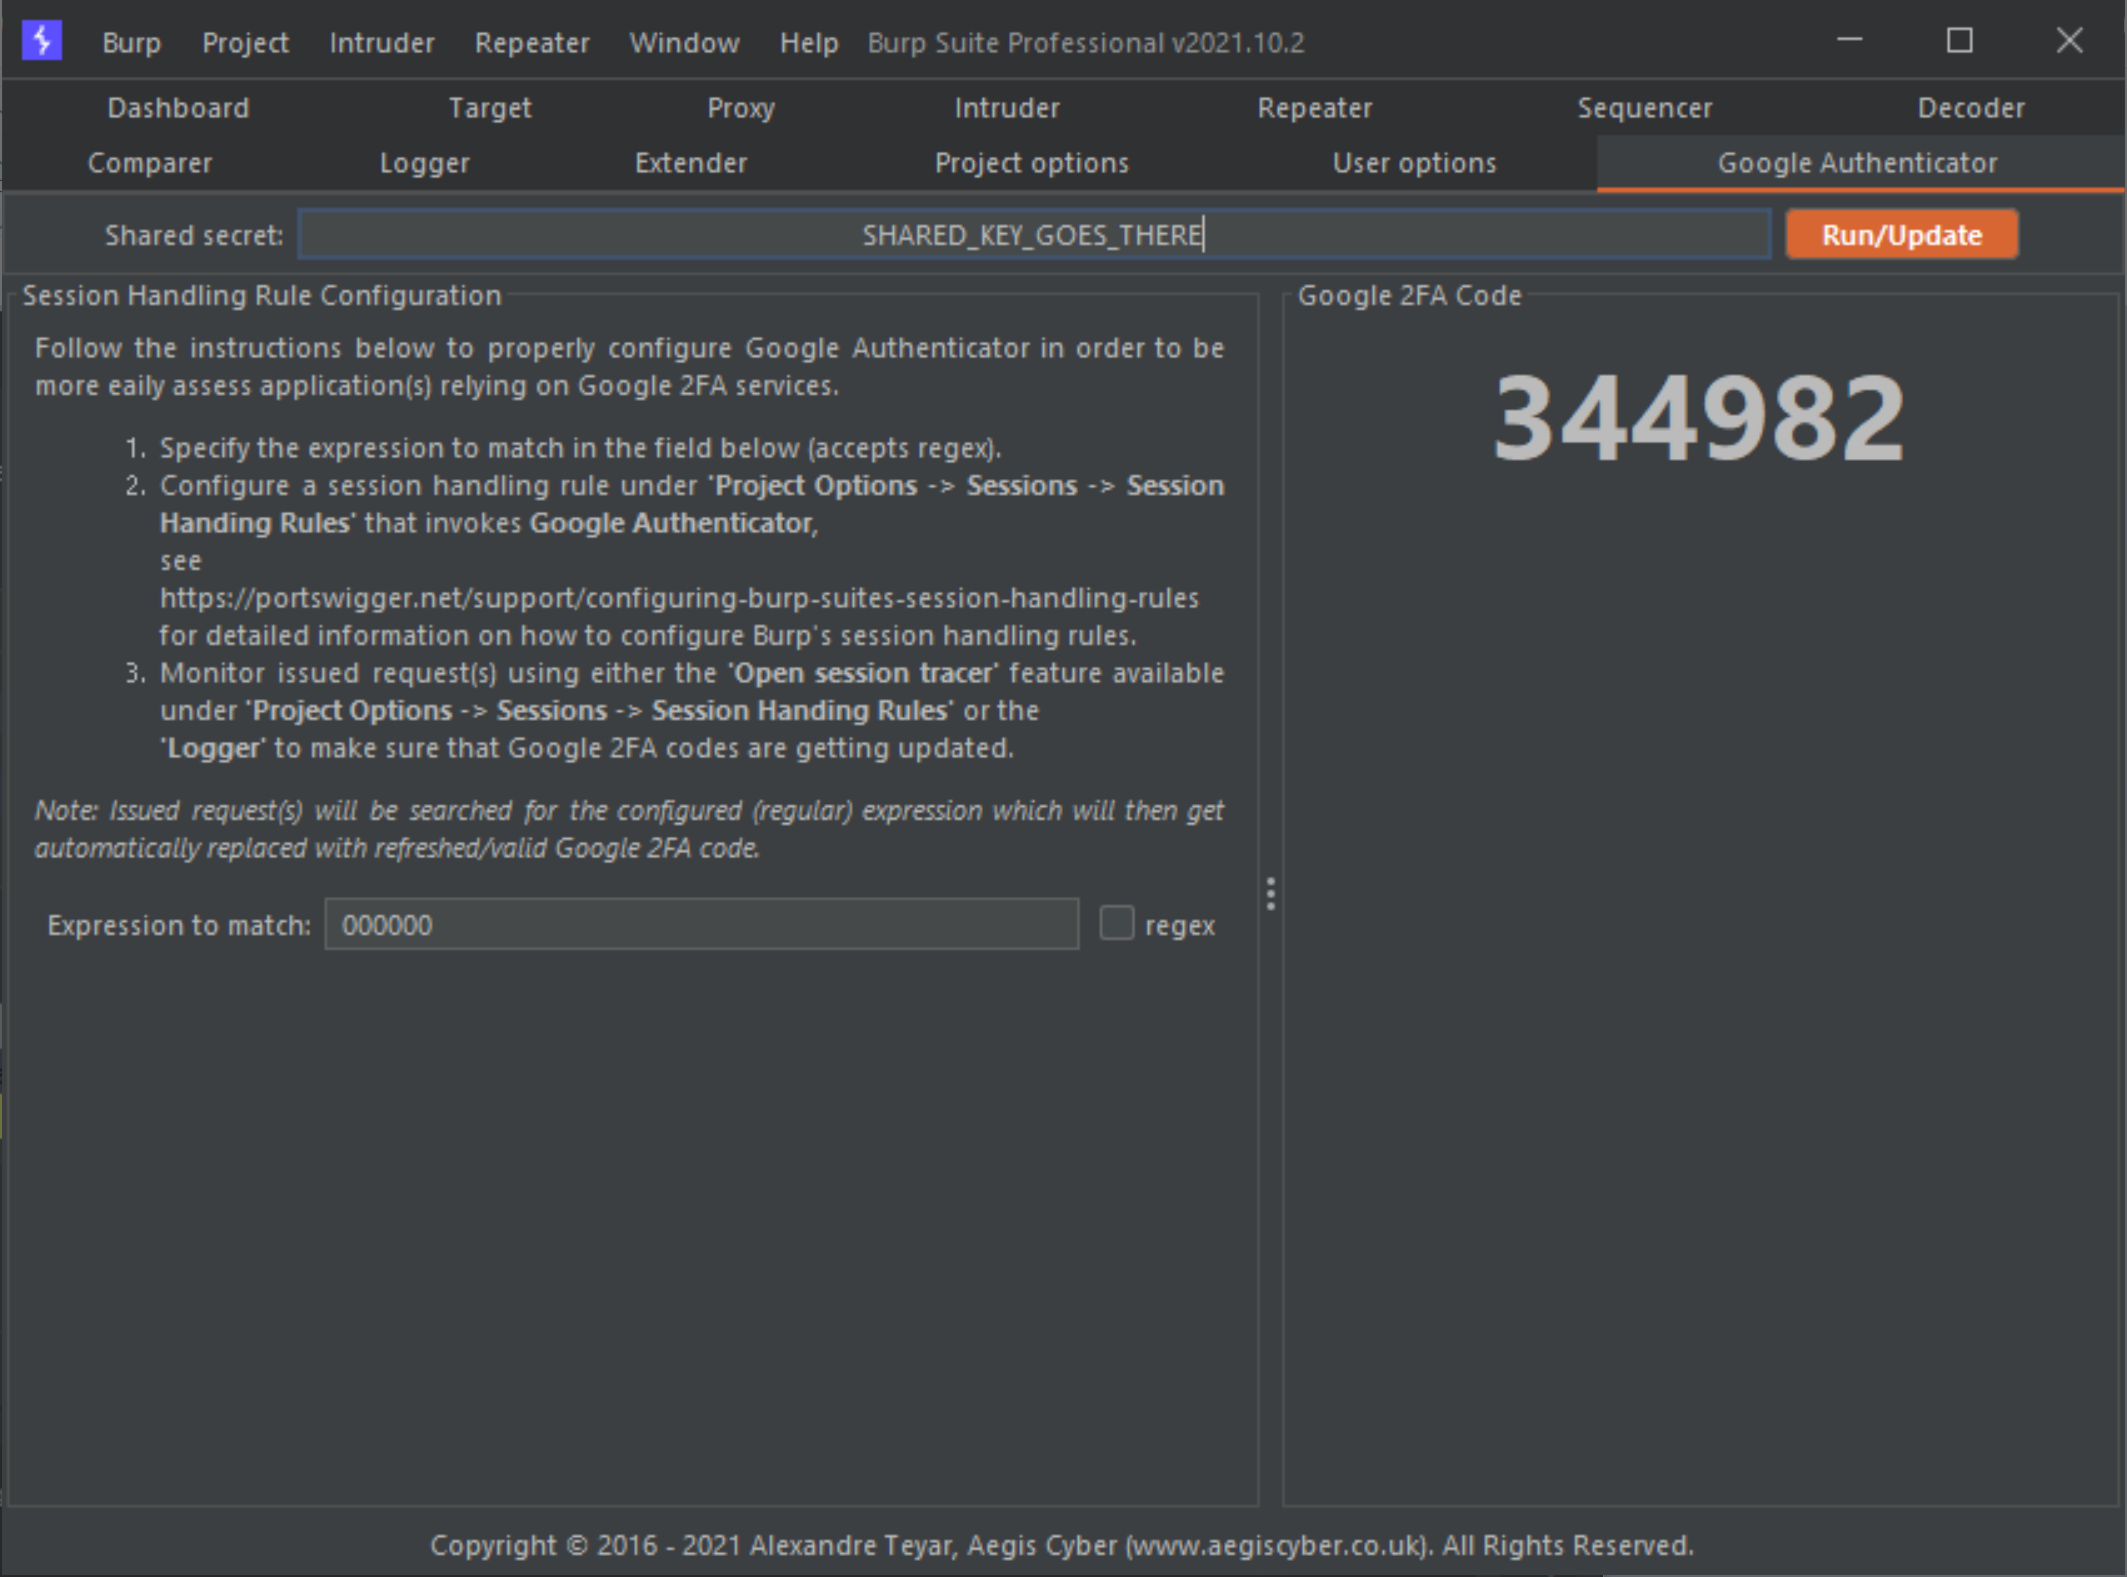 Burp Project Intruder Repeater Window Help Burp Suite Professional v2021.10.2
Dashboard Target Proxy Intruder Repeater Sequencer Decoder
Comparer Logger Extender Project options User options Google Authenticator
Shared secret: SHARED_KEY_GOES_THERE Run/Update
Session Handling Rule Configuration
Follow the instructions below to properly configure Google Authenticator in order to be
more eaily assess application(s) relying on Google 2FA services.
1. Specify the expression to match in the field below (accepts regex).
2. Configure a session handling rule under 'Project Options -> Sessions -> Session
Handing Rules' that invokes Google Authenticator,
see
https://portswigger.net/support/configuring-burp-suites-session-handling-rules
for detailed information on how to configure Burp's session handling rules.
3. Monitor issued request(s) using either the 'Open session tracer' feature available
under 'Project Options -> Sessions -> Session Handing Rules' or the
'Logger' to make sure that Google 2FA codes are getting updated.
Note: Issued request(s) will be searched for the configured (regular) expression which will then get
automatically replaced with refreshed/valid Google 2FA code.
Expression to match: 000000 regex
Google 2FA Code
344982
Copyright © 2016 - 2021 Alexandre Teyar, Aegis Cyber (www.aegiscyber.co.uk). All Rights Reserved.